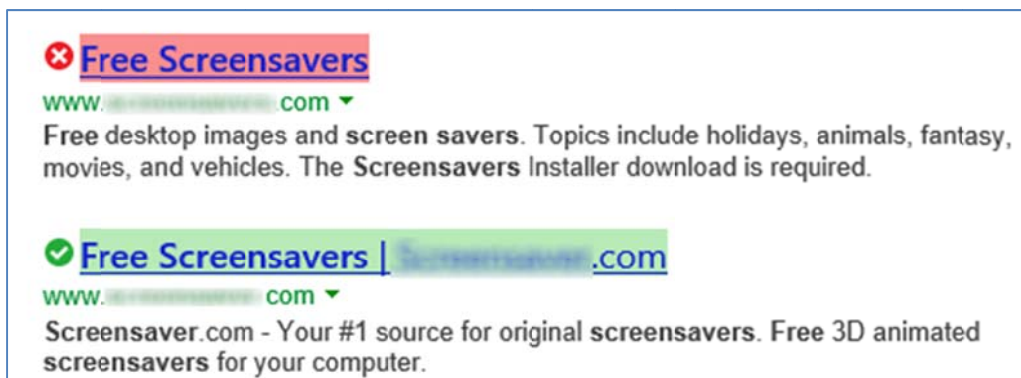 Free Screensavers
www. .com
Free desktop images and screen savers. Topics include holidays, animals, fantasy,
movies, and vehicles. The Screensavers Installer download is required.
Free Screensavers | .com
www. com
Screensaver.com - Your #1 source for original screensavers. Free 3D animated
screensavers for your computer.